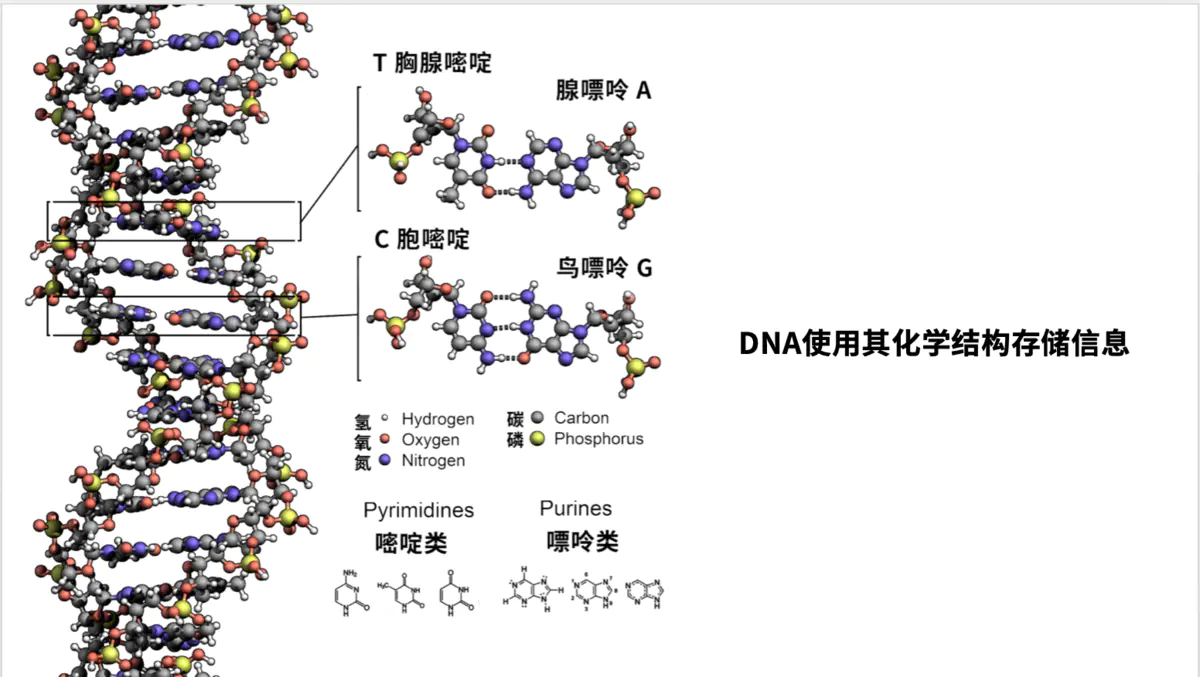 T 胸腺嘧啶
腺嘌呤 A
C 胞嘧啶
鸟嘌呤 G
DNA使用其化学结构存储信息
氢 Hydrogen 碳 Carbon
氧 Oxygen 磷 Phosphorus
氮 Nitrogen
Pyrimidines Purines
嘧啶类 嘌呤类